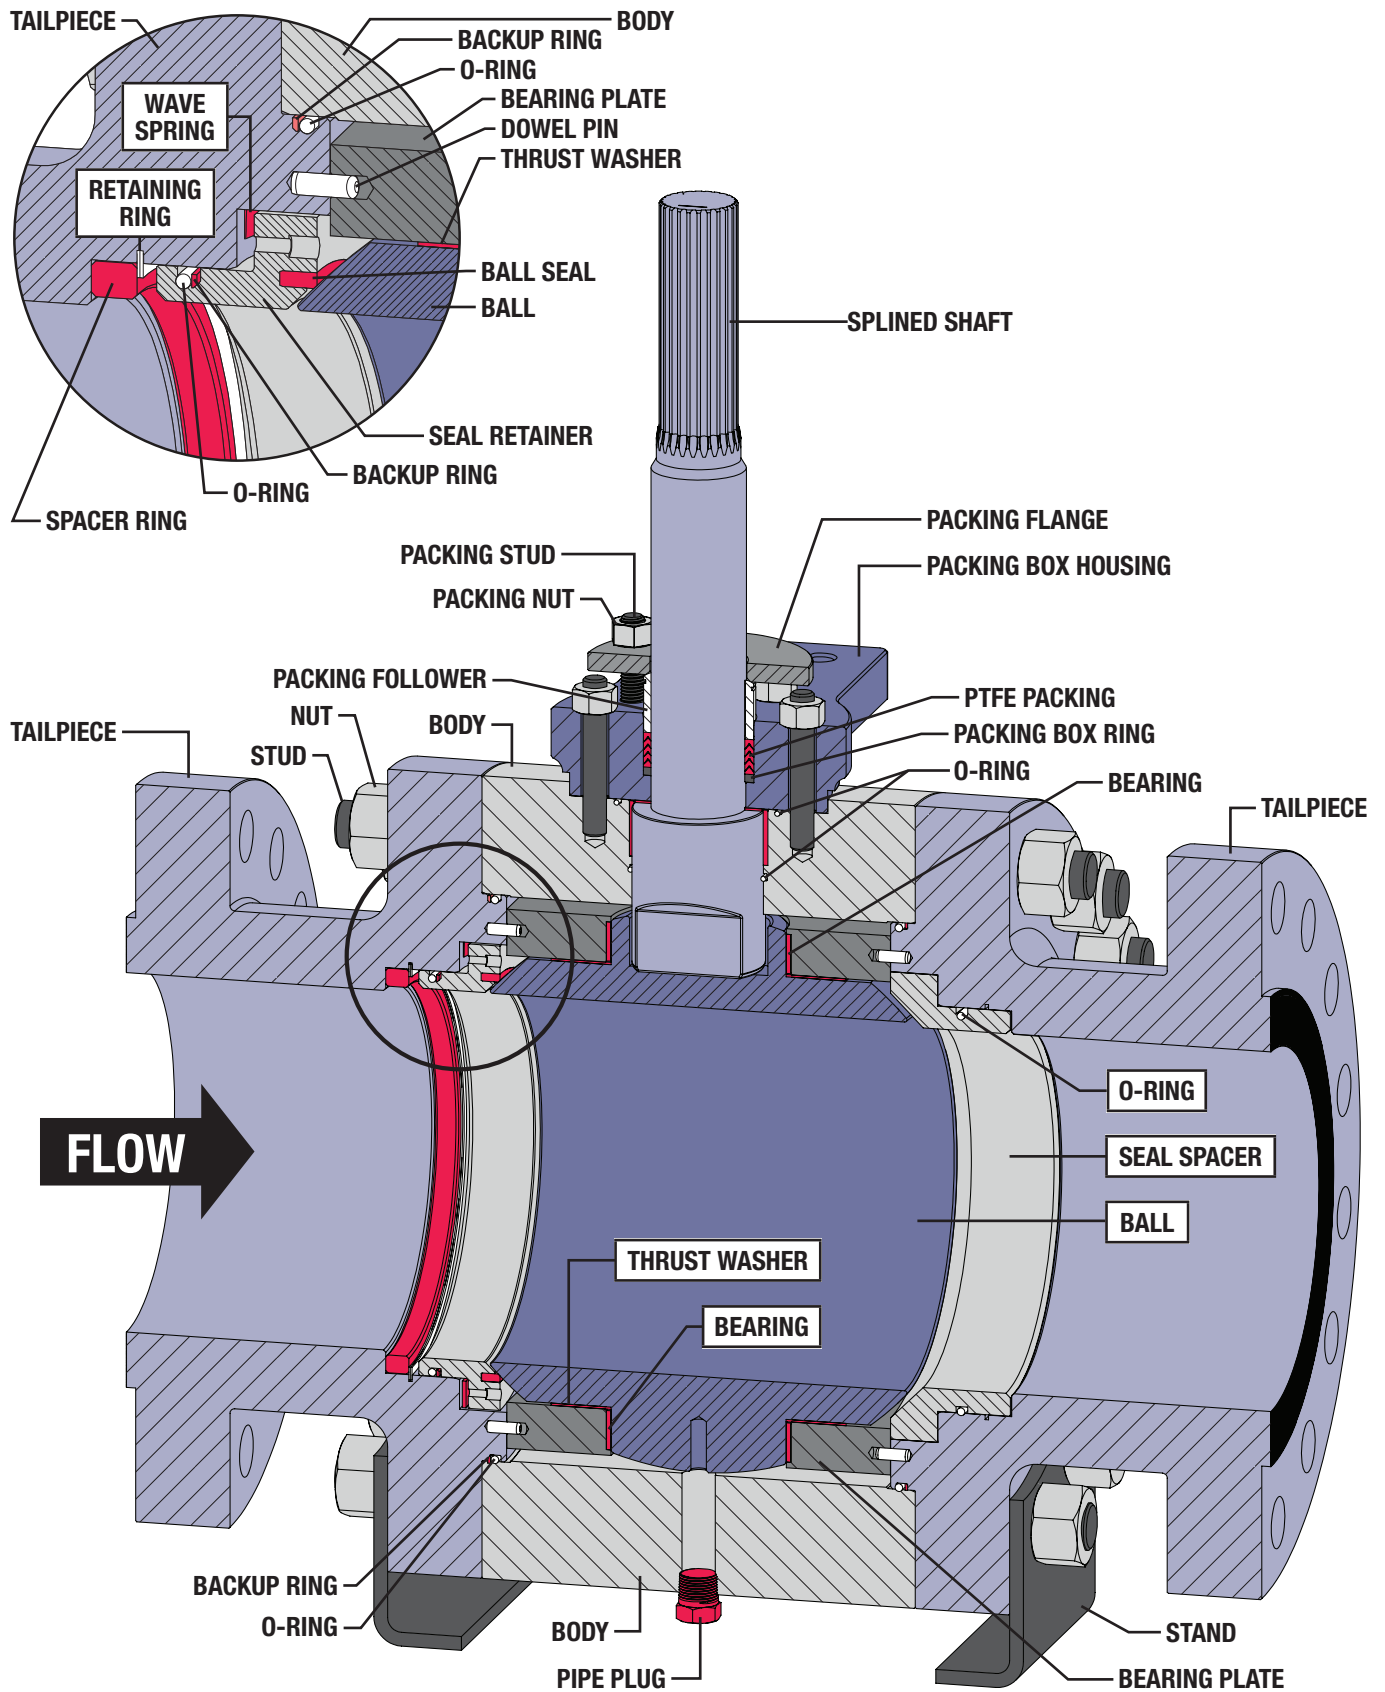 TAILPIECE
BODY
BACKUP RING
O-RING
BEARING PLATE
DOWEL PIN
THRUST WASHER
WAVE
SPRING
RETAINING
RING
BALL SEAL
BALL
SPLINED SHAFT
SEAL RETAINER
BACKUP RING
O-RING
SPACER RING
PACKING FLANGE
PACKING STUD
PACKING BOX HOUSING
PACKING NUT
PACKING FOLLOWER
PTFE PACKING
NUT
BODY
TAILPIECE
PACKING BOX RING
STUD
O-RING
BEARING
TAILPIECE
O-RING
FLOW
SEAL SPACER
BALL
THRUST WASHER
BEARING
BACKUP RING
O-RING
BODY
STAND
PIPE PLUG
BEARING PLATE